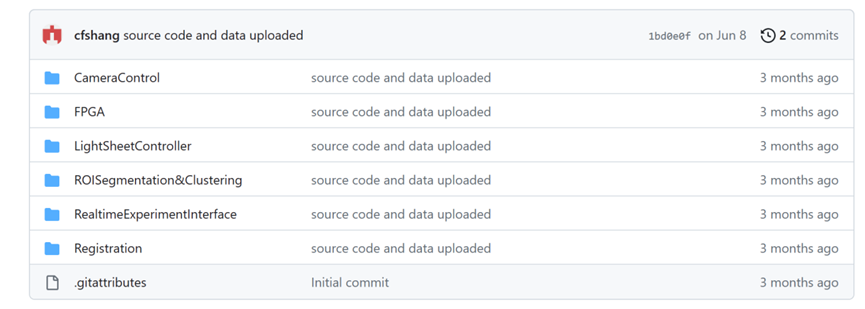 cfshang source code and data uploaded 1bd0e0f on Jun 8 2 commits
CameraControl source code and data uploaded 3 months ago
FPGA source code and data uploaded 3 months ago
LightSheetController source code and data uploaded 3 months ago
ROISegmentation&Clustering source code and data uploaded 3 months ago
RealtimeExperimentInterface source code and data uploaded 3 months ago
Registration source code and data uploaded 3 months ago
.gitattributes Initial commit 3 months ago